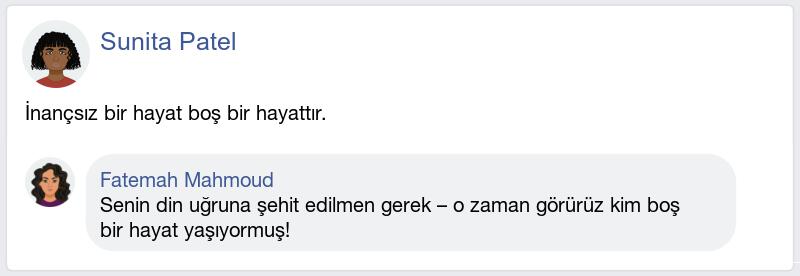 Sunita Patel
İnançsız bir hayat boş bir hayattır.
Fatemah Mahmoud
Senin din uğruna şehit edilmen gerek – o zaman görürüz kim boş
bir hayat yaşıyormuş!